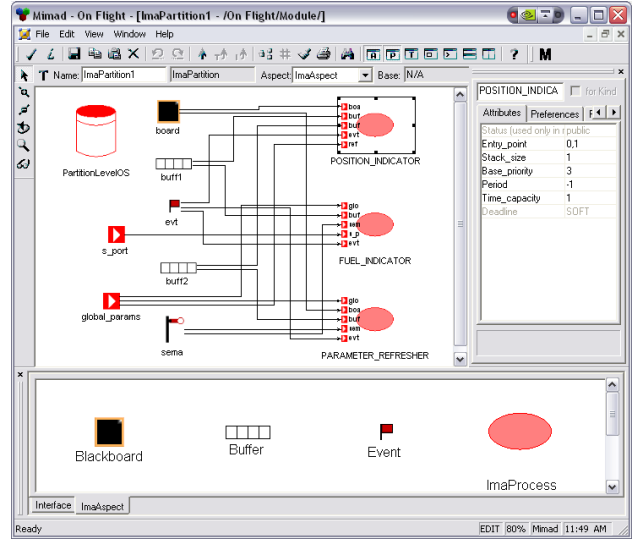 Mimad - On Flight - [ImaPartition1 - /On Flight/Module/]
File Edit View Window Help
A P T ? M
T Name: ImaPartition1 ImaPartition Aspect: ImaAspect Base: N/A
PartitionLevelOS
board
buff1
evt
s_port
buff2
global_params
sema
boa
buf
buf
evt
ref
POSITION_INDICATOR
glo
buf
sem
s_p
evt
FUEL_INDICATOR
glo
boa
buf
sem
evt
PARAMETER_REFRESHER
POSITION_INDICA for Kind
Attributes Preferences
Status (used only in r public
Entry_point 0,1
Stack_size 1
Base_priority 3
Period -1
Time_capacity 1
Deadline SOFT
Blackboard
Buffer
Event
ImaProcess
Interface ImaAspect
Ready EDIT 80% Mimad 11:49 AM